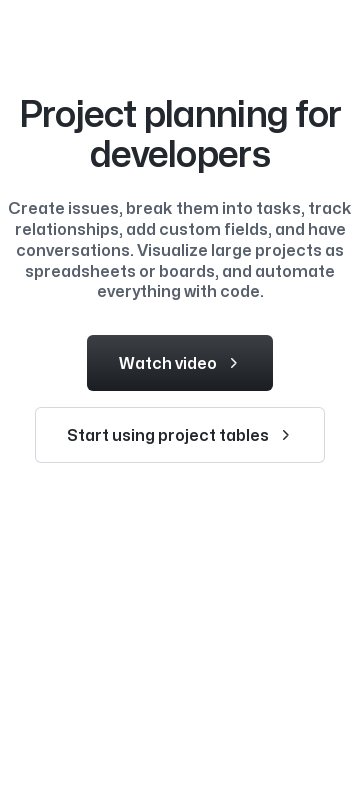 Project planning for
developers
Create issues, break them into tasks, track
relationships, add custom fields, and have
conversations. Visualize large projects as
spreadsheets or boards, and automate
everything with code.
Watch video
Start using project tables